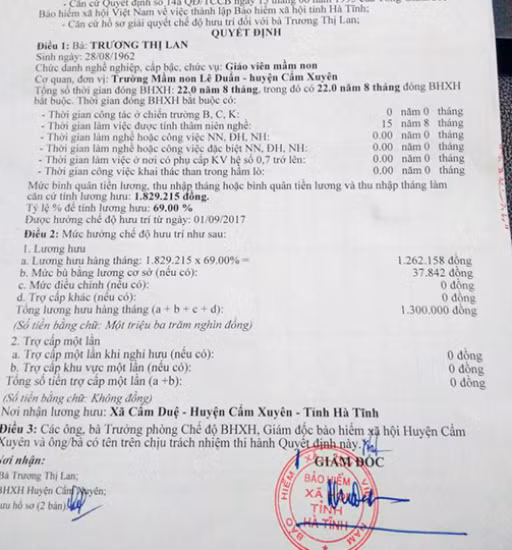 - Căn cứ Quyết định số
Bảo hiểm xã hội Việt Nam về việc thành lập Bảo hiểm xã hội tỉnh Hà Tĩnh;
- Căn cứ hồ sơ giải quyết chế độ hưu trí đối với bà Trương Thị Lan;
QUYẾT ĐỊNH
Điều 1: Bà: TRƯƠNG THỊ LAN
Sinh ngày: 28/08/1962
Chức danh nghề nghiệp, cấp bậc, chức vụ: Giáo viên mầm non
Cơ quan, đơn vị: Trường Mầm non Lê Duẩn - huyện Cẩm Xuyên
Tổng số thời gian đóng BHXH: 22.0 năm 8 tháng, trong đó có 22.0 năm 8 tháng đóng BHXH
bắt buộc. Thời gian đóng BHXH bắt buộc có:
- Thời gian công tác ở chiến trường B, C, K: 0 năm 0 tháng
- Thời gian làm việc được tính thâm niên nghề: 15 năm 8 tháng
- Thời gian làm nghề hoặc công việc NN, ĐH, NH: 0.00 năm 0 tháng
- Thời gian làm nghề hoặc công việc đặc biệt NN, ĐH, NH: 0.00 năm 0 tháng
- Thời gian làm việc ở nơi có phụ cấp KV hệ số 0,7 trở lên: 0.00 năm 0 tháng
- Thời gian công việc khai thác than trong hầm lò: 0.00 năm 0 tháng
Mức bình quân tiền lương, thu nhập tháng hoặc bình quân tiền lương và thu nhập tháng làm
căn cứ tính lương hưu: 1.829.215 đồng.
Tỷ lệ % để tính lương hưu: 69.00 %
Được hưởng chế độ hưu trí từ ngày: 01/09/2017
Điều 2: Mức hưởng chế độ hưu trí như sau:
1. Lương hưu
a. Lương hưu hàng tháng: 1.829.215 x 69.00% = 1.262.158 đồng
b. Mức bù bằng lương cơ sở (nếu có): 37.842 đồng
c. Mức điều chỉnh (nếu có): 0 đồng
d. Trợ cấp khác (nếu có): 0 đồng
Tổng lương hưu hàng tháng (a + b + c + d): 1.300.000 đồng
(Số tiền bằng chữ: Một triệu ba trăm nghìn đồng)
2. Trợ cấp một lần
a. Trợ cấp một lần khi nghỉ hưu (nếu có): 0 đồng
b. Trợ cấp khu vực một lần (nếu có): 0 đồng
Tổng số tiền trợ cấp một lần (a +b): 0 đồng
(Số tiền bằng chữ: Không đồng)
Nơi nhận lương hưu: Xã Cẩm Duệ - Huyện Cẩm Xuyên - Tỉnh Hà Tĩnh
Điều 3: Các ông, bà Trưởng phòng Chế độ BHXH, Giám đốc bảo hiểm xã hội Huyện Cẩm
Xuyên và ông/bà có tên trên chịu trách nhiệm thi hành Quyết định này.
Nơi nhận: GIÁM ĐỐC
Bà Trương Thị Lan;
BHXH Huyện Cẩm Xuyên;
Lưu hồ sơ (2 bản)
BẢO HIỂM
XÃ HỘI
TỈNH
HÀ TĨNH
BẢO HIỂM XÃ VIỆT NAM